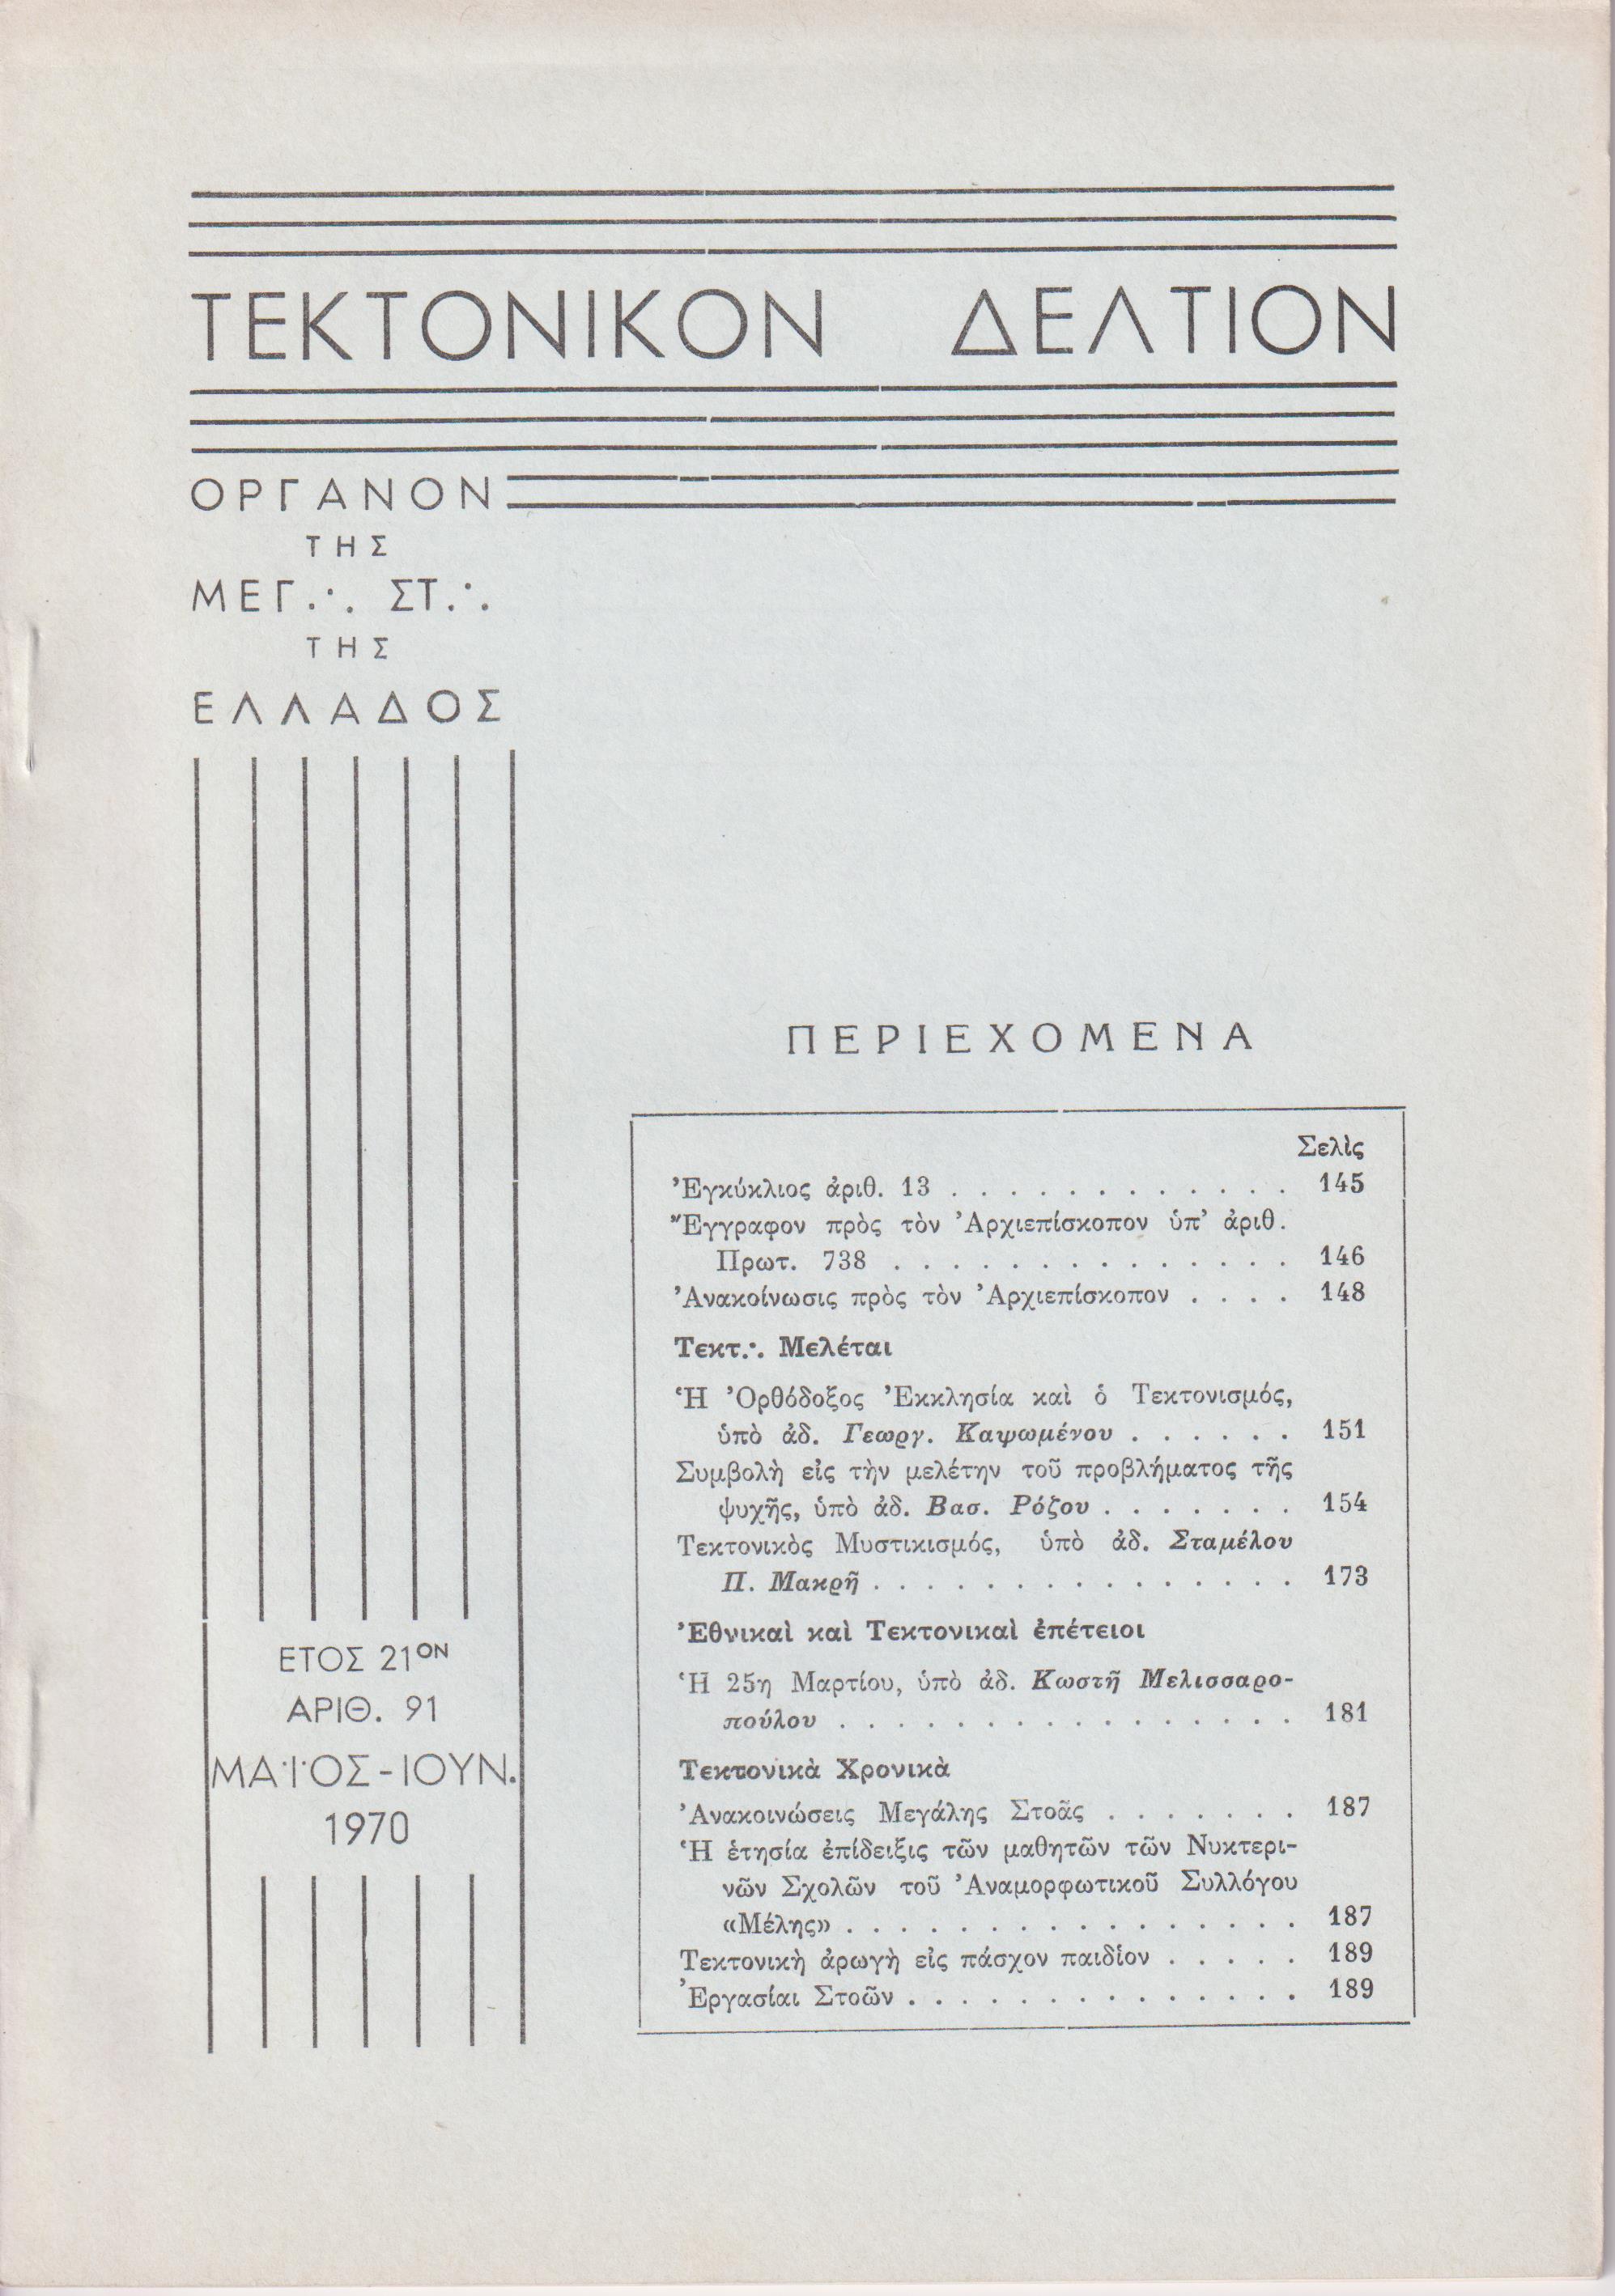 ΤΕΚΤΟΝΙΚΟΝ ΔΕΛΤΙΟΝ
ΟΡΓΑΝΟΝ
ΤΗΣ
ΜΕΓ.·. ΣΤ.·.
ΤΗΣ
ΕΛΛΑΔΟΣ
ΕΤΟΣ 21ΟΝ
ΑΡΙΘ. 91
ΜΑΪΟΣ-ΙΟΥΝ.
1970
ΠΕΡΙΕΧΟΜΕΝΑ
Σελὶς
Ἐγκύκλιος ἀριθ. 13 . . . . . . . . . . . . 145
Ἔγγραφον πρὸς τὸν Ἀρχιεπίσκοπον ὑπ’ ἀριθ.
Πρωτ. 738 . . . . . . . . . . . . . . 146
Ἀνακοίνωσις πρὸς τὸν Ἀρχιεπίσκοπον . . . . 148
Τεκτ.·. Μελέται
Ἡ Ὀρθόδοξος Ἐκκλησία καὶ ὁ Τεκτονισμός,
ὑπὸ ἀδ. Γεωργ. Καψωμένου . . . . . . 151
Συμβολὴ εἰς τὴν μελέτην τοῦ προβλήματος τῆς
ψυχῆς, ὑπὸ ἀδ. Βασ. Ρόζου . . . . . . . 154
Τεκτονικὸς Μυστικισμός, ὑπὸ ἀδ. Σταμέλου
Π. Μακρῆ . . . . . . . . . . . . . . . 173
Ἐθνικαὶ καὶ Τεκτονικαὶ ἐπέτειοι
Ἡ 25η Μαρτίου, ὑπὸ ἀδ. Κωστῆ Μελισσαρο-
πούλου . . . . . . . . . . . . . . . . 181
Τεκτονικὰ Χρονικὰ
Ἀνακοινώσεις Μεγάλης Στοᾶς . . . . . . . 187
Ἡ ἐτησία ἐπίδειξις τῶν μαθητῶν τῶν Νυκτερι-
νῶν Σχολῶν τοῦ Ἀναμορφωτικοῦ Συλλόγου
«Μέλης» . . . . . . . . . . . . . . . . 187
Τεκτονικὴ ἀρωγὴ εἰς πάσχον παιδίον . . . . . 189
Ἐργασίαι Στοῶν . . . . . . . . . . . . . . 189